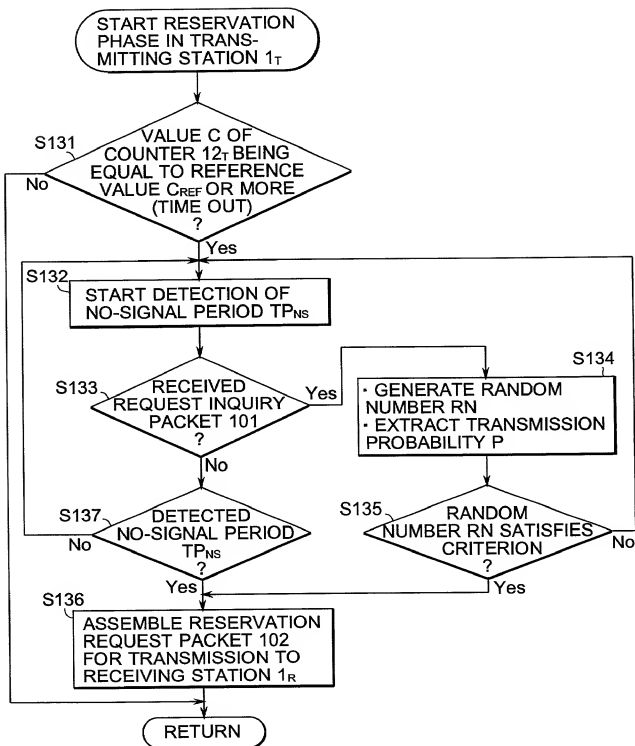 START RESERVATION
PHASE IN TRANS-
MITTING STATION 1T
S131
VALUE C OF
COUNTER 12T BEING
EQUAL TO REFERENCE
VALUE CREF OR MORE
(TIME OUT)
?
No
Yes
S132
START DETECTION OF
NO-SIGNAL PERIOD TPNS
S133
RECEIVED
REQUEST INQUIRY
PACKET 101
?
Yes
No
S134
· GENERATE RANDOM
NUMBER RN
· EXTRACT TRANSMISSION
PROBABILITY P
S135
RANDOM
NUMBER RN SATISFIES
CRITERION
?
No
Yes
S137
DETECTED
NO-SIGNAL PERIOD
TPNS
?
No
Yes
S136
ASSEMBLE RESERVATION
REQUEST PACKET 102
FOR TRANSMISSION TO
RECEIVING STATION 1R
RETURN